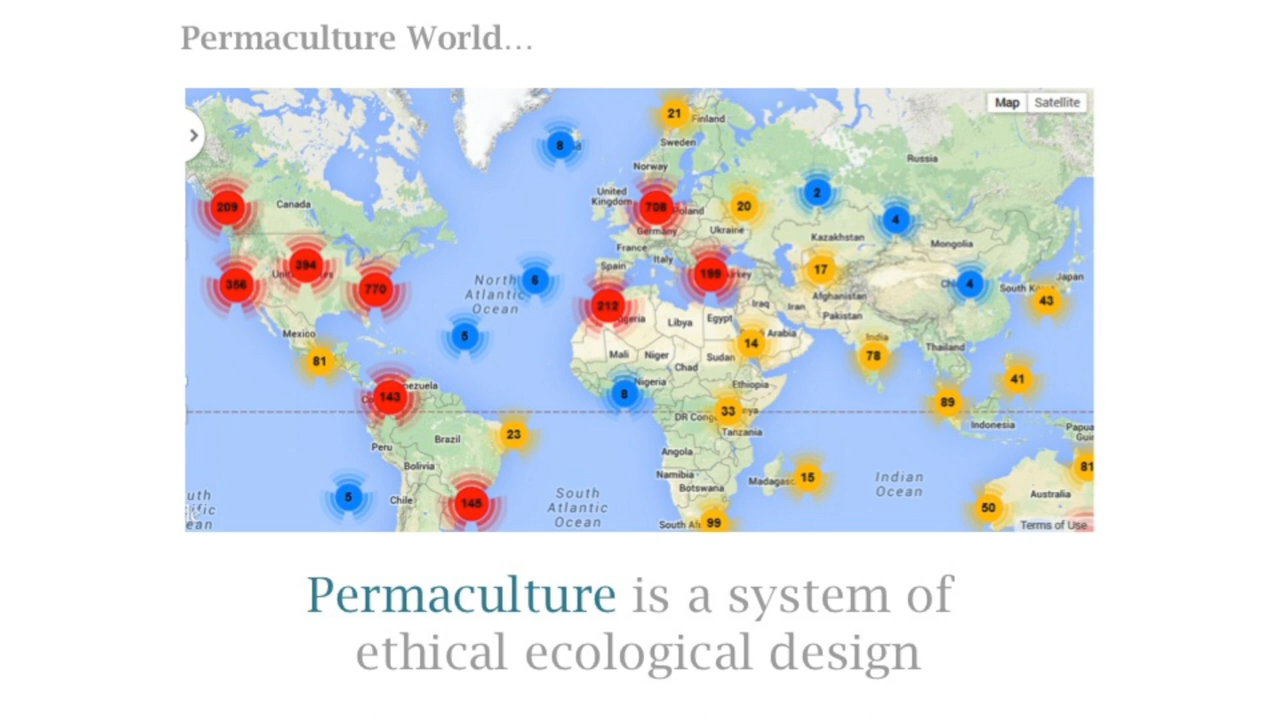 Permaculture World...
Map Satellite
21
Finland
8
Sweden
Norway
Russia
United
Kingdom
2
209
Canada
708
Poland
20
4
Germany
Ukraine
France
Kazakhstan
Mongolia
Italy
Spain
394
199
17
Japan
356
770
North
Atlantic
Ocean
6
4
South
43
212
Iraq
Iran
Afghanistan
Pakistan
Libya
Egypt
Mexico
5
14
Arabia
India
78
Thailand
81
Mali
Niger
Chad
Sudan
41
143
8
Nigeria
Ethiopia
89
33
DR
Tanzania
Indonesia
Papua
23
Brazil
Peru
Angola
Bolivia
81
Namibia
15
Indian
Ocean
Botswana
Australia
5
Chile
145
South
Atlantic
Ocean
50
South
99
Terms of Use
Permaculture is a system of
ethical ecological design